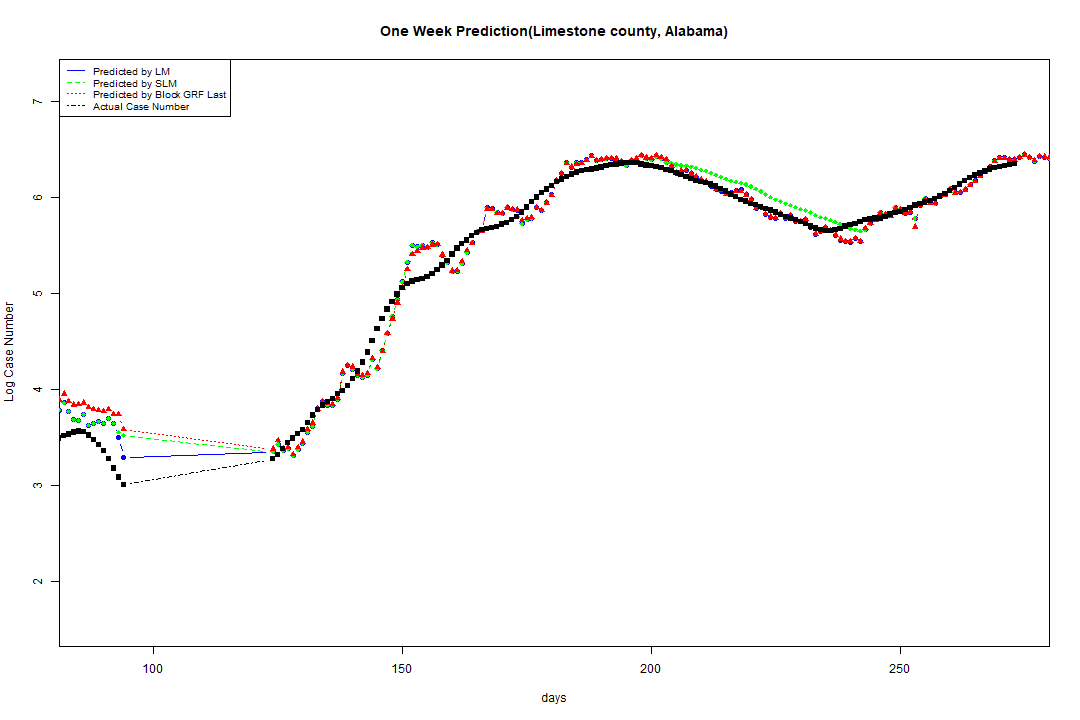 One Week Prediction(Limestone county, Alabama)
Predicted by LM
Predicted by SLM
Predicted by Block GRF Last
Actual Case Number
7
6
5
4
3
2
Log Case Number
100 150 200 250
days